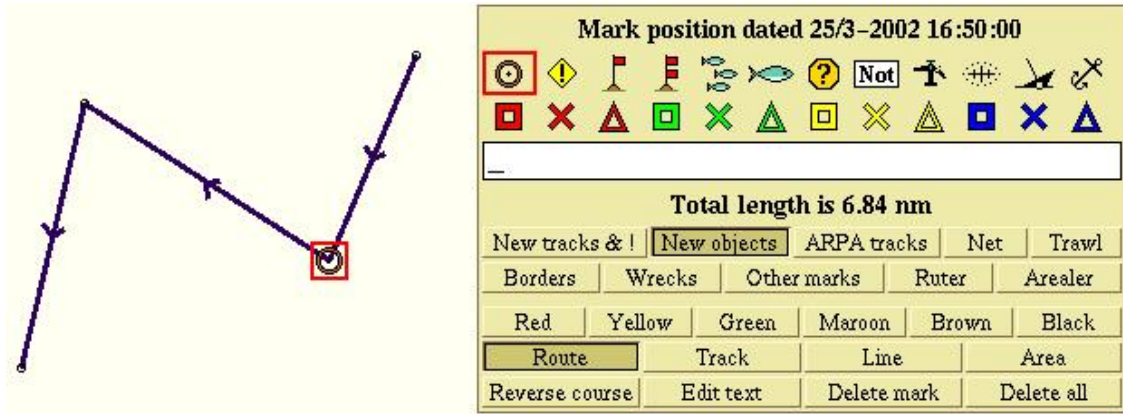 Mark position dated 25/3-2002 16:50:00
! ? Not
_
Total length is 6.84 nm
New tracks & ! New objects ARPA tracks Net Trawl
Borders Wrecks Other marks Ruter Arealer
Red Yellow Green Maroon Brown Black
Route Track Line Area
Reverse course Edit text Delete mark Delete all